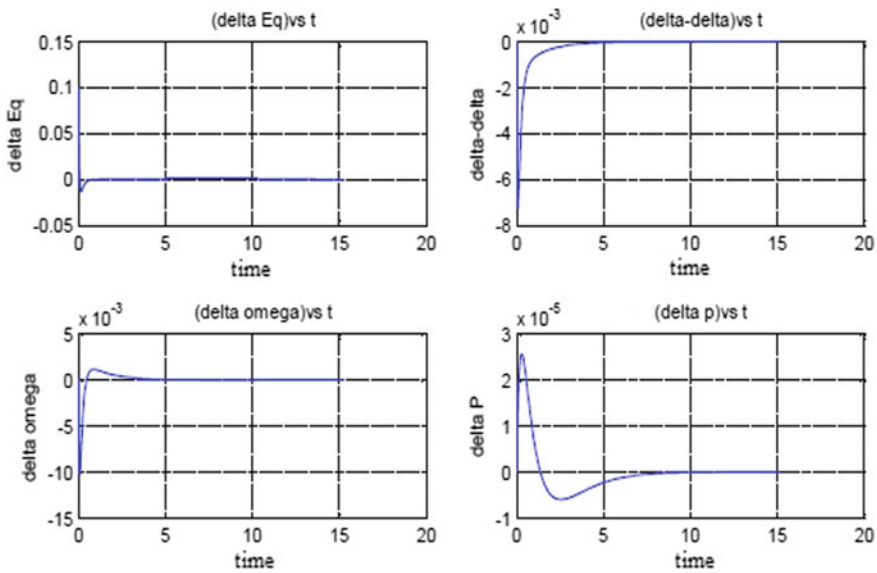 (delta Eq)vs t
0.15
0.1
0.05
0
-0.05
delta Eq
0 5 10 15 20
time
x 10^-3
(delta-delta)vs t
0
-2
-4
-6
-8
delta-delta
0 5 10 15 20
time
x 10^-3
(delta omega)vs t
5
0
-5
-10
-15
delta omega
0 5 10 15 20
time
x 10^-5
(delta p)vs t
3
2
1
0
-1
delta P
0 5 10 15 20
time